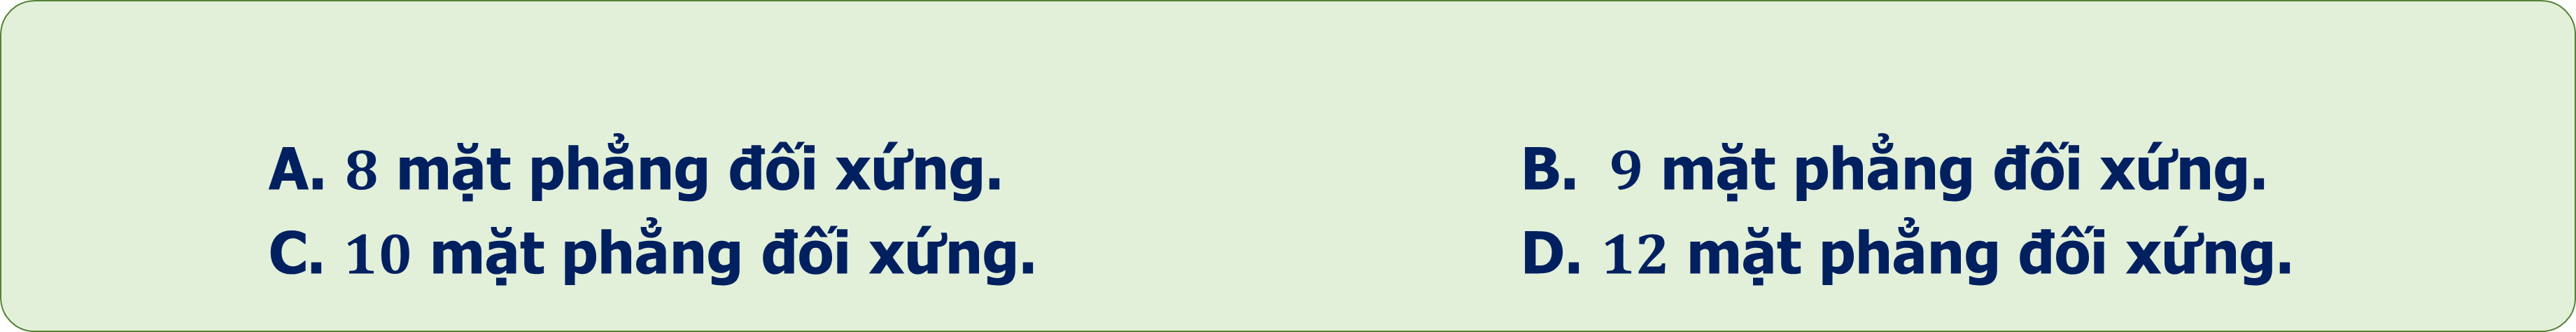 A. 8 mặt phẳng đối xứng. B. 9 mặt phẳng đối xứng.
C. 10 mặt phẳng đối xứng. D. 12 mặt phẳng đối xứng.